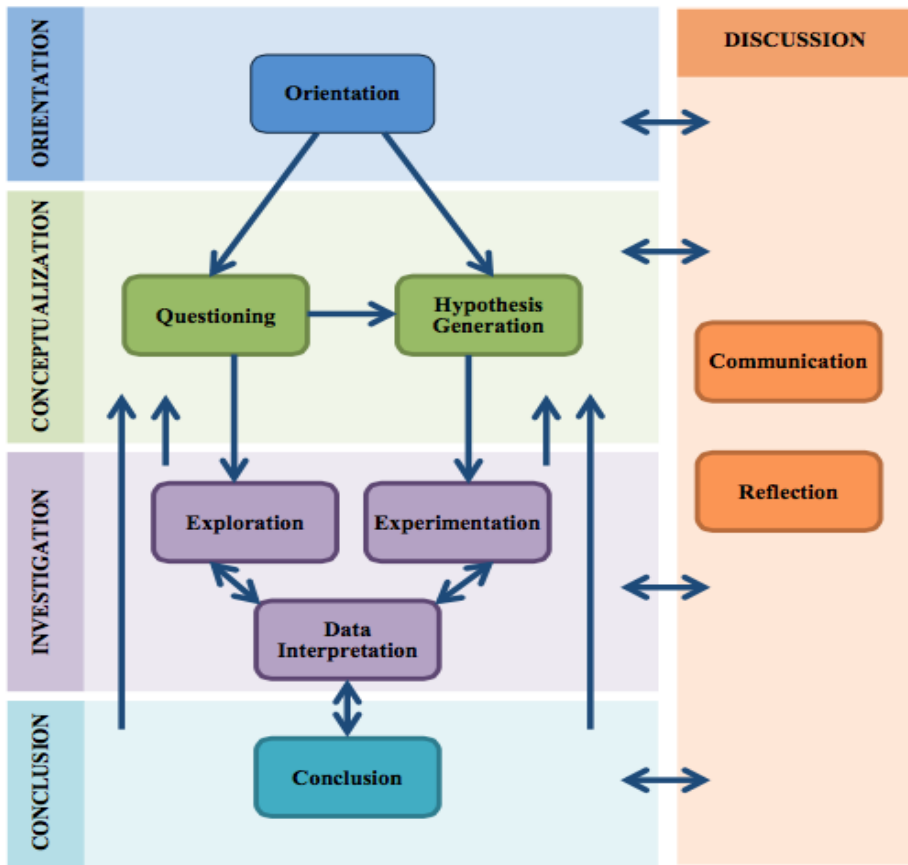 ORIENTATION
Orientation
CONCEPTUALIZATION
Questioning
Hypothesis
Generation
INVESTIGATION
Exploration
Experimentation
Data
Interpretation
CONCLUSION
Conclusion
DISCUSSION
Communication
Reflection